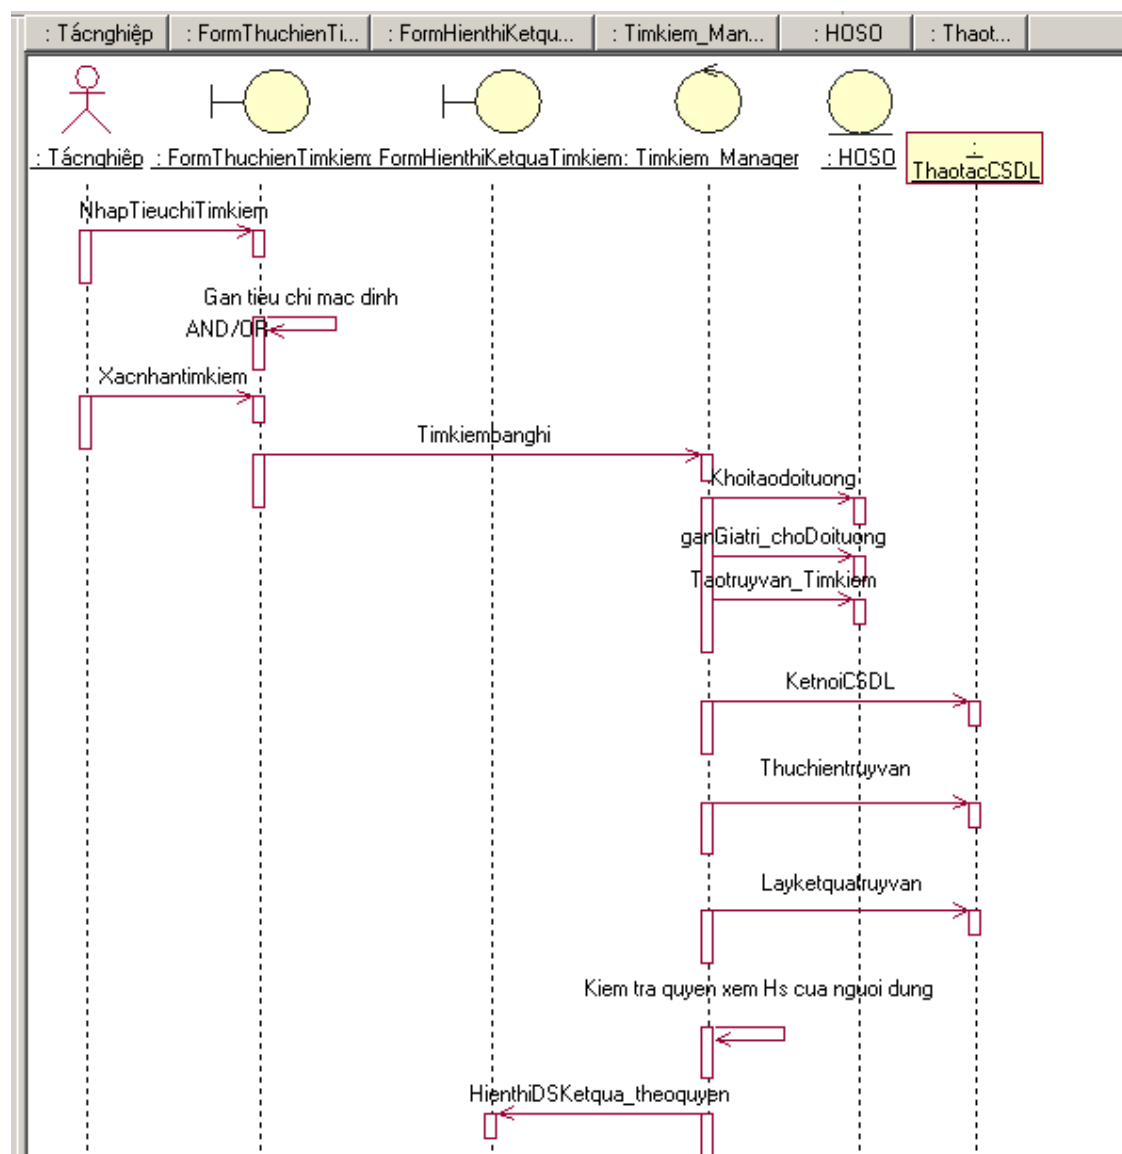 : Tácnghiệp
: FormThuchienTi...
: FormHienthiKetqu...
: Timkiem_Man...
: HOSO
: Thaot...
: Tácnghiêp
: FormThuchienTimkiem
: FormHienthiKetquaTimkiem
: Timkiem_Manager
: HOSO
:
ThaotacCSDL
NhapTieuchiTimkiem
Gan tieu chi mac dinh
AND/OR
Xacnhantimkiem
Timkiembanghi
Khoitaodoituong
ganGiatri_choDoituong
Taotruyvan_Timkiem
KetnoiCSDL
Thuchientruyvan
Layketquatruyvan
Kiem tra quyen xem Hs cua nguoi dung
HienthiDSKetqua_theoquyen